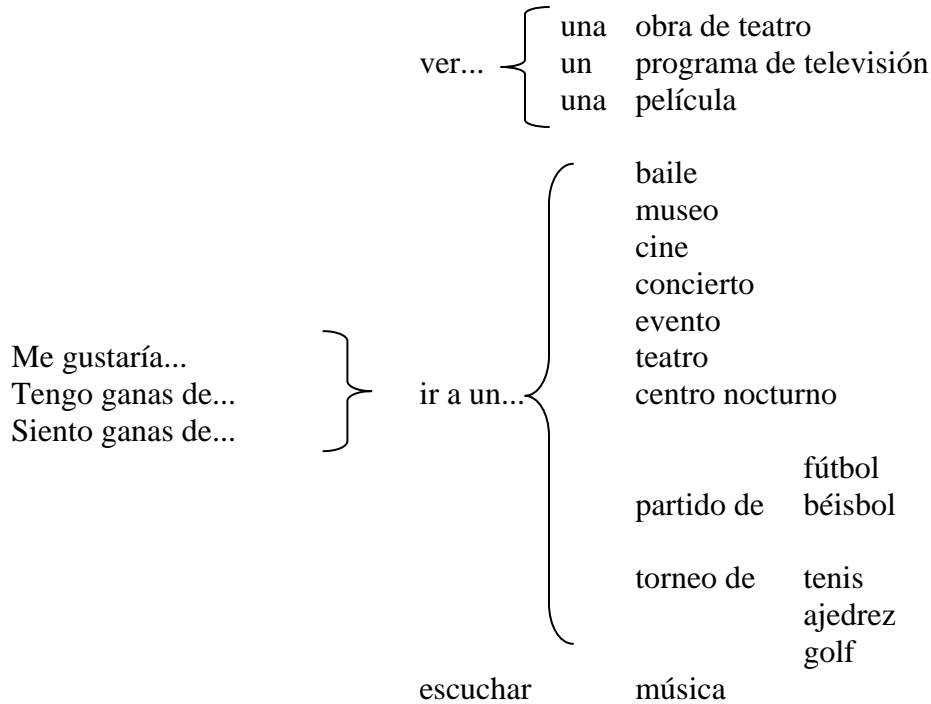 una obra de teatro
ver... un programa de televisión
una película
baile
museo
cine
concierto
evento
Me gustaría... teatro
Tengo ganas de... ir a un... centro nocturno
Siento ganas de...
fútbol
partido de béisbol
torneo de tenis
ajedrez
golf
escuchar música